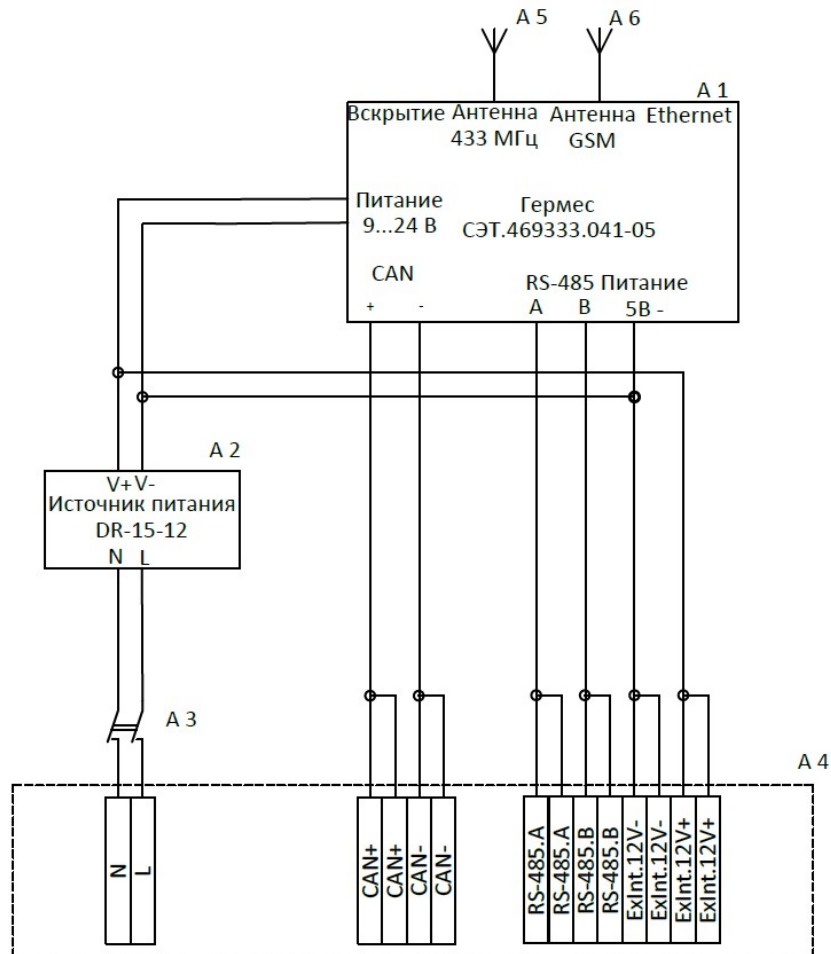 А 5
А 6
А 1
Вскрытие Антенна Антенна Ethernet
433 МГц GSM
Питание
9...24 В
Гермес
СЭТ.469333.041-05
CAN
RS-485 Питание
+ - А В 5В -
А 2
V+ V-
Источник питания
DR-15-12
N L
А 3
А 4
N
L
CAN+
CAN+
CAN-
CAN-
RS-485.A
RS-485.A
RS-485.B
RS-485.B
ExInt.12V-
ExInt.12V-
ExInt.12V+
ExInt.12V+